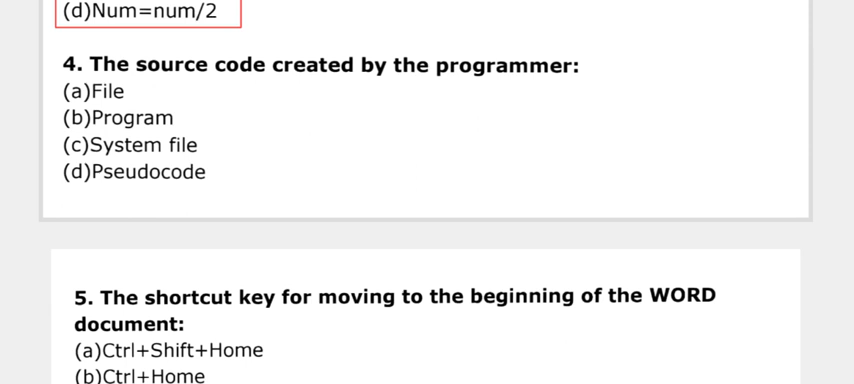 (d)Num=num/2
4. The source code created by the programmer:
(a)File
(b)Program
(c)System file
(d)Pseudocode
5. The shortcut key for moving to the beginning of the WORD
document:
(a)Ctrl+Shift+Home
(b)Ctrl+Home